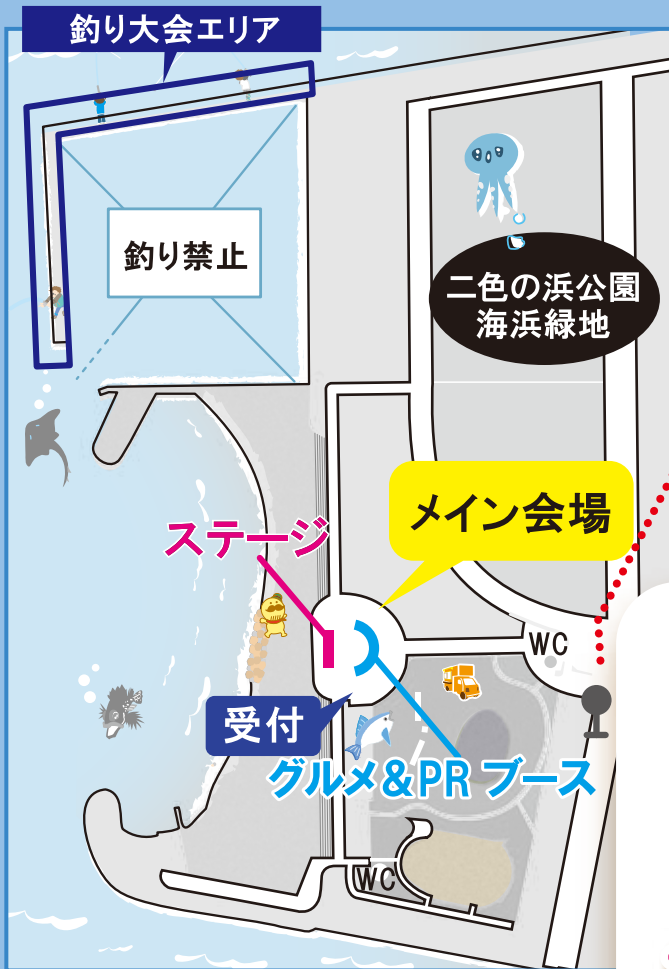 釣り大会エリア
釣り禁止
二色の浜公園
海浜緑地
メイン会場
ステージ
WC
受付
グルメ&PR ブース
WC